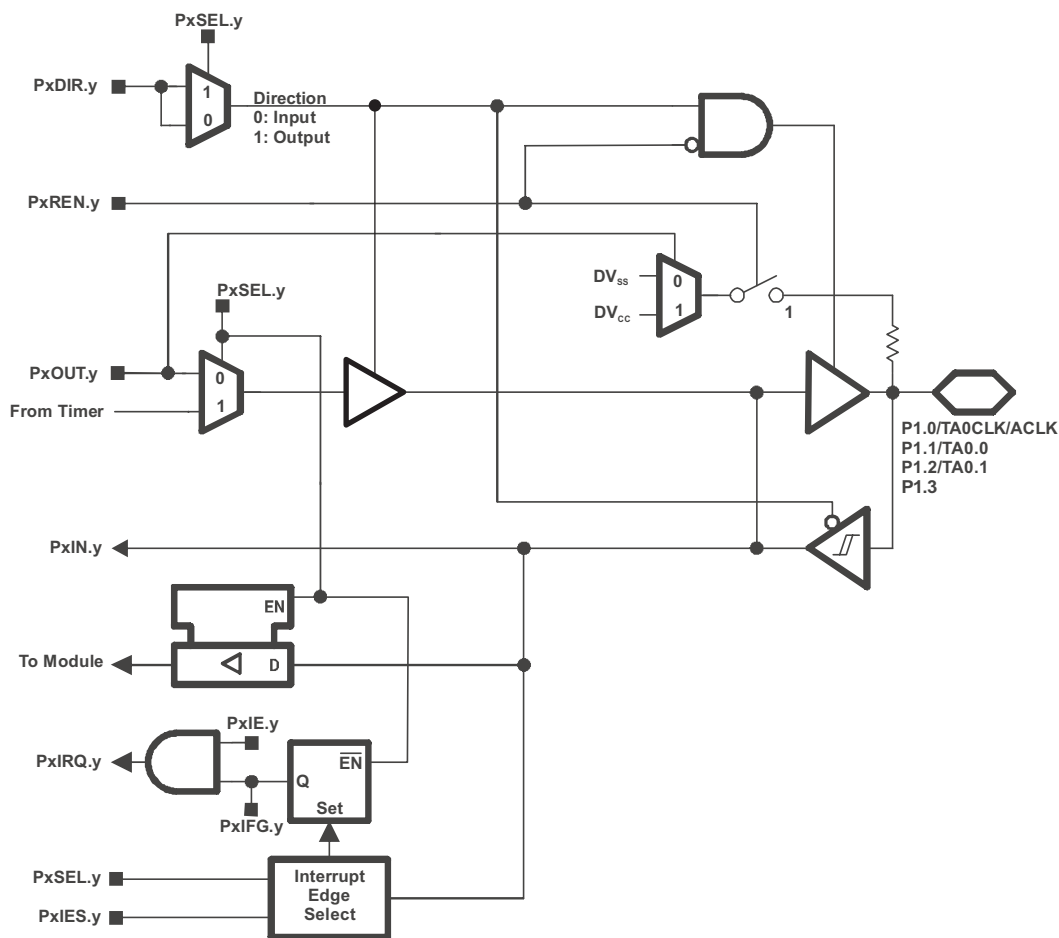 PxSEL.y
PxDIR.y
1
0
Direction
0: Input
1: Output
PxREN.y
DVSS
DVCC
0
1
1
PxSEL.y
PxOUT.y
0
1
From Timer
P1.0/TA0CLK/ACLK
P1.1/TA0.0
P1.2/TA0.1
P1.3
PxIN.y
EN
To Module
D
PxIE.y
PxIRQ.y
EN
Q
Set
PxIFG.y
PxSEL.y
PxIES.y
Interrupt
Edge
Select